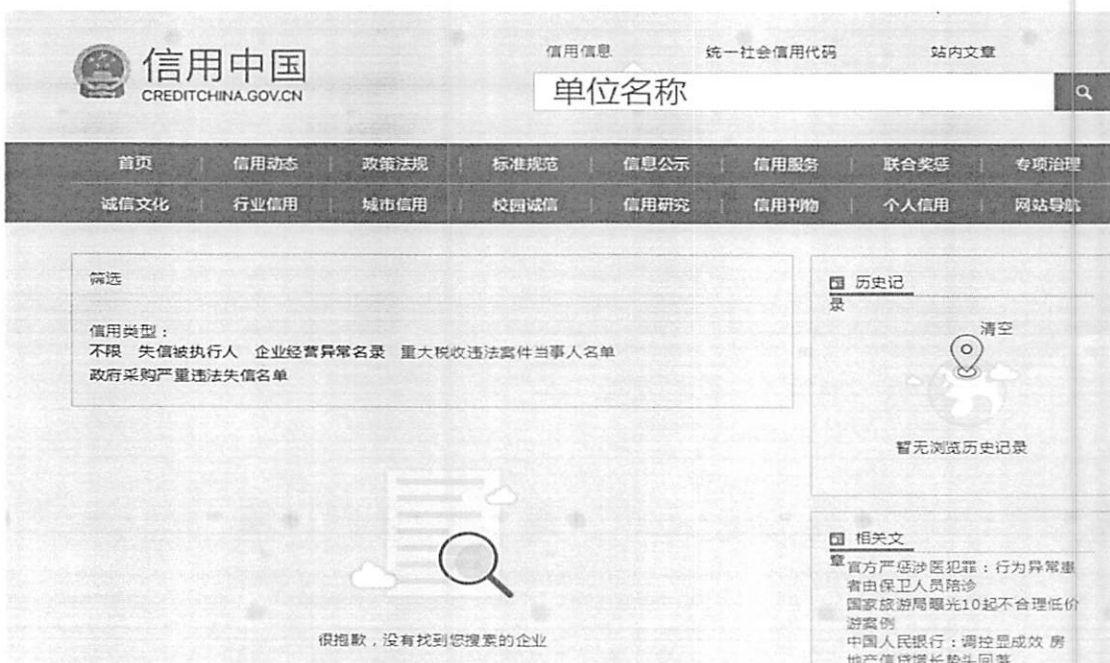 信用中国
CREDITCHINA.GOV.CN
信用信息 统一社会信用代码 站内文章
单位名称
首页 信用动态 政策法规 标准规范 信息公示 信用服务 联合奖惩 专项治理
诚信文化 行业信用 城市信用 校园诚信 信用研究 信用刊物 个人信用 网站导航
筛选
信用类型：
不限 失信被执行人 企业经营异常名录 重大税收违法案件当事人名单
政府采购严重违法失信名单
很抱歉，没有找到您搜索的企业
历史记
录
清空
暂无浏览历史记录
相关文
章
官方严惩涉医犯罪：行为异常患
者由保卫人员陪诊
国家旅游局曝光10起不合理低价
游案例
中国人民银行：调控显成效 房
地产信贷增长势头回落